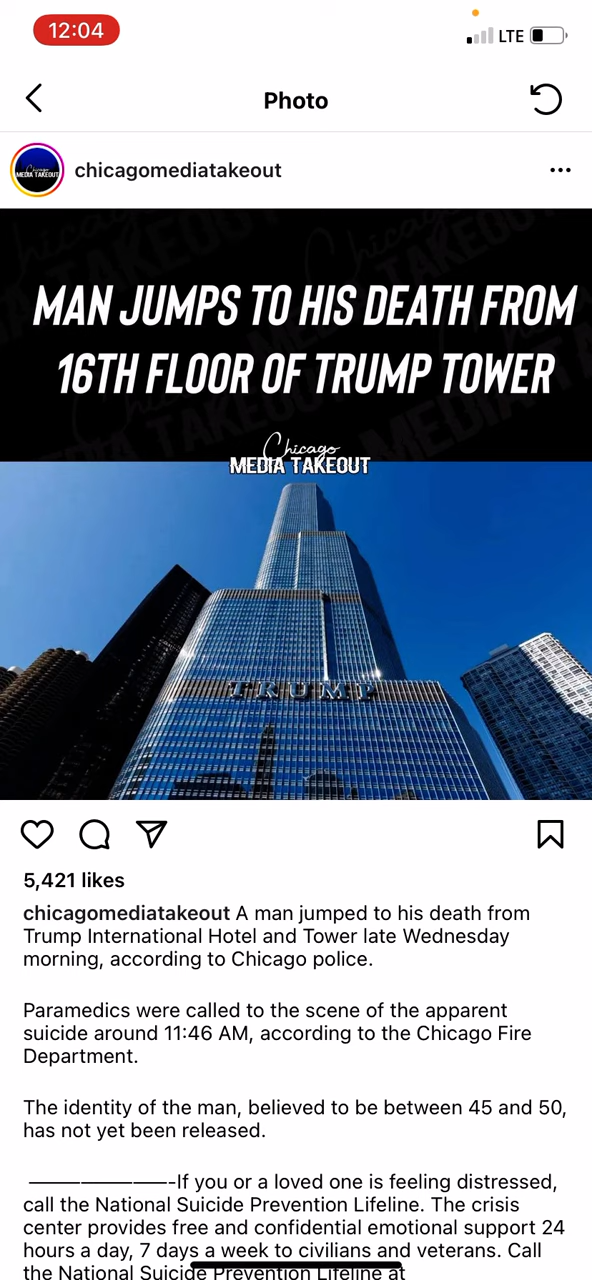 12:04
LTE
Photo
chicagomediatakeout
MAN JUMPS TO HIS DEATH FROM
16TH FLOOR OF TRUMP TOWER
Chicago
MEDIA TAKEOUT
TRUMP
5,421 likes
chicagomediatakeout A man jumped to his death from
Trump International Hotel and Tower late Wednesday
morning, according to Chicago police.
Paramedics were called to the scene of the apparent
suicide around 11:46 AM, according to the Chicago Fire
Department.
The identity of the man, believed to be between 45 and 50,
has not yet been released.
————————-If you or a loved one is feeling distressed,
call the National Suicide Prevention Lifeline. The crisis
center provides free and confidential emotional support 24
hours a day, 7 days a week to civilians and veterans. Call
the National Suicide Prevention Lifeline at